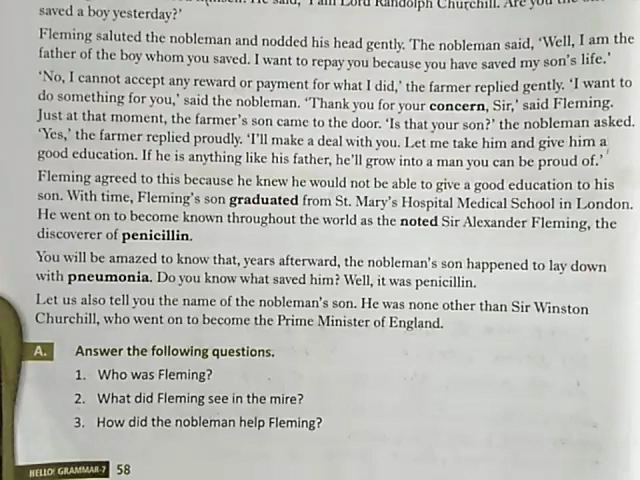 He said, 'I am Lord Randolph Churchill. Are you the
saved a boy yesterday?'
Fleming saluted the nobleman and nodded his head gently. The nobleman said, 'Well, I am the
father of the boy whom you saved. I want to repay you because you have saved my son's life.'
'No, I cannot accept any reward or payment for what I did,' the farmer replied gently. 'I want to
do something for you,' said the nobleman. 'Thank you for your concern, Sir,' said Fleming.
Just at that moment, the farmer's son came to the door. 'Is that your son?' the nobleman asked.
'Yes,' the farmer replied proudly. 'I'll make a deal with you. Let me take him and give him a
good education. If he is anything like his father, he'll grow into a man you can be proud of.'
Fleming agreed to this because he knew he would not be able to give a good education to his
son. With time, Fleming's son graduated from St. Mary's Hospital Medical School in London.
He went on to become known throughout the world as the noted Sir Alexander Fleming, the
discoverer of penicillin.
You will be amazed to know that, years afterward, the nobleman's son happened to lay down
with pneumonia. Do you know what saved him? Well, it was penicillin.
Let us also tell you the name of the nobleman's son. He was none other than Sir Winston
Churchill, who went on to become the Prime Minister of England.
A. Answer the following questions.
1. Who was Fleming?
2. What did Fleming see in the mire?
3. How did the nobleman help Fleming?
HELLO! GRAMMAR-7 58